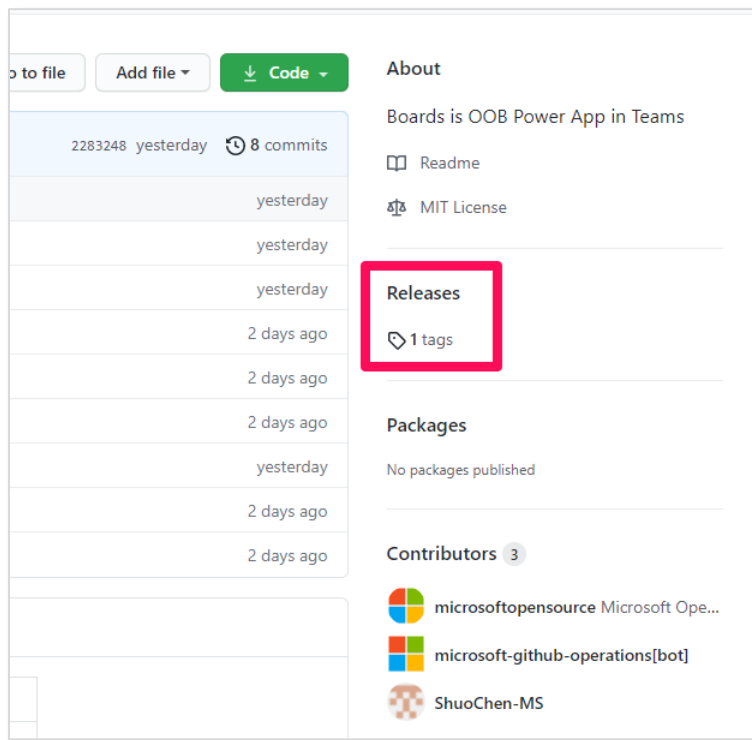 o to file
Add file
Code
2283248 yesterday 8 commits
yesterday
yesterday
yesterday
2 days ago
2 days ago
2 days ago
yesterday
2 days ago
2 days ago
About
Boards is OOB Power App in Teams
Readme
MIT License
Releases
1 tags
Packages
No packages published
Contributors 3
microsoftopensource Microsoft Ope...
microsoft-github-operations[bot]
ShuoChen-MS